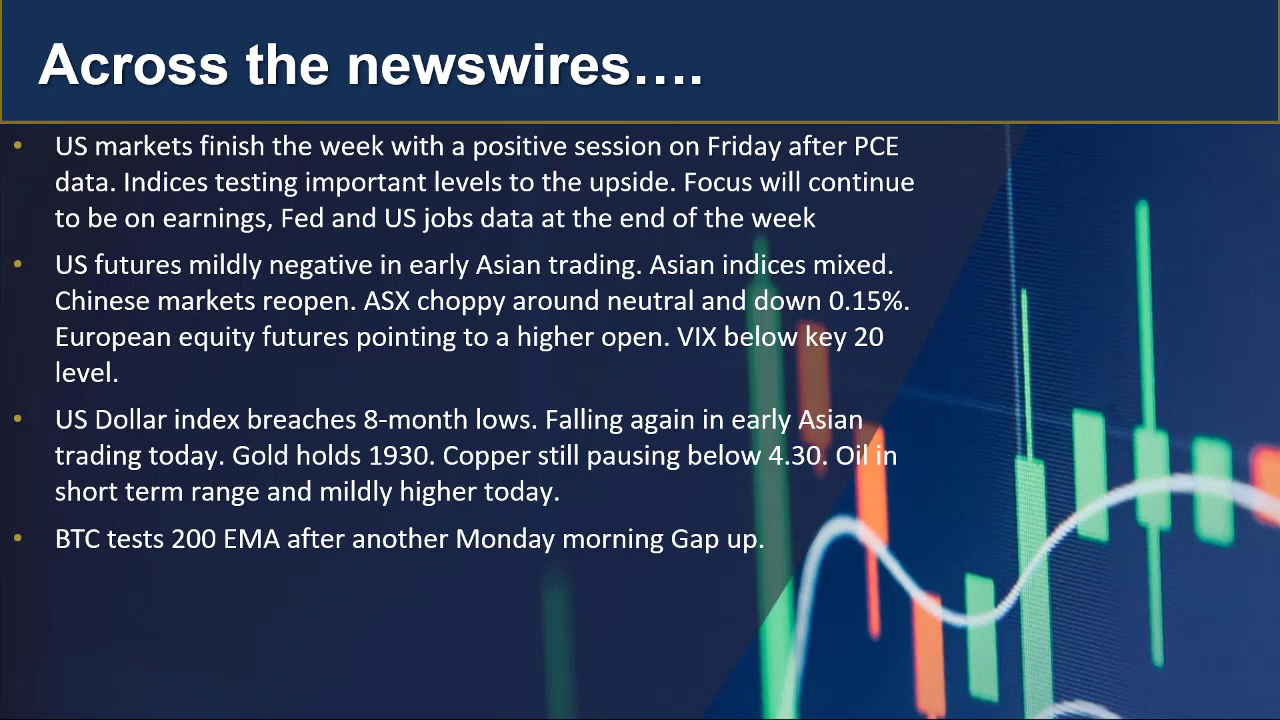 Across the newswires….
• US markets finish the week with a positive session on Friday after PCE
data. Indices testing important levels to the upside. Focus will continue
to be on earnings, Fed and US jobs data at the end of the week
• US futures mildly negative in early Asian trading. Asian indices mixed.
Chinese markets reopen. ASX choppy around neutral and down 0.15%.
European equity futures pointing to a higher open. VIX below key 20
level.
• US Dollar index breaches 8-month lows. Falling again in early Asian
trading today. Gold holds 1930. Copper still pausing below 4.30. Oil in
short term range and mildly higher today.
• BTC tests 200 EMA after another Monday morning Gap up.